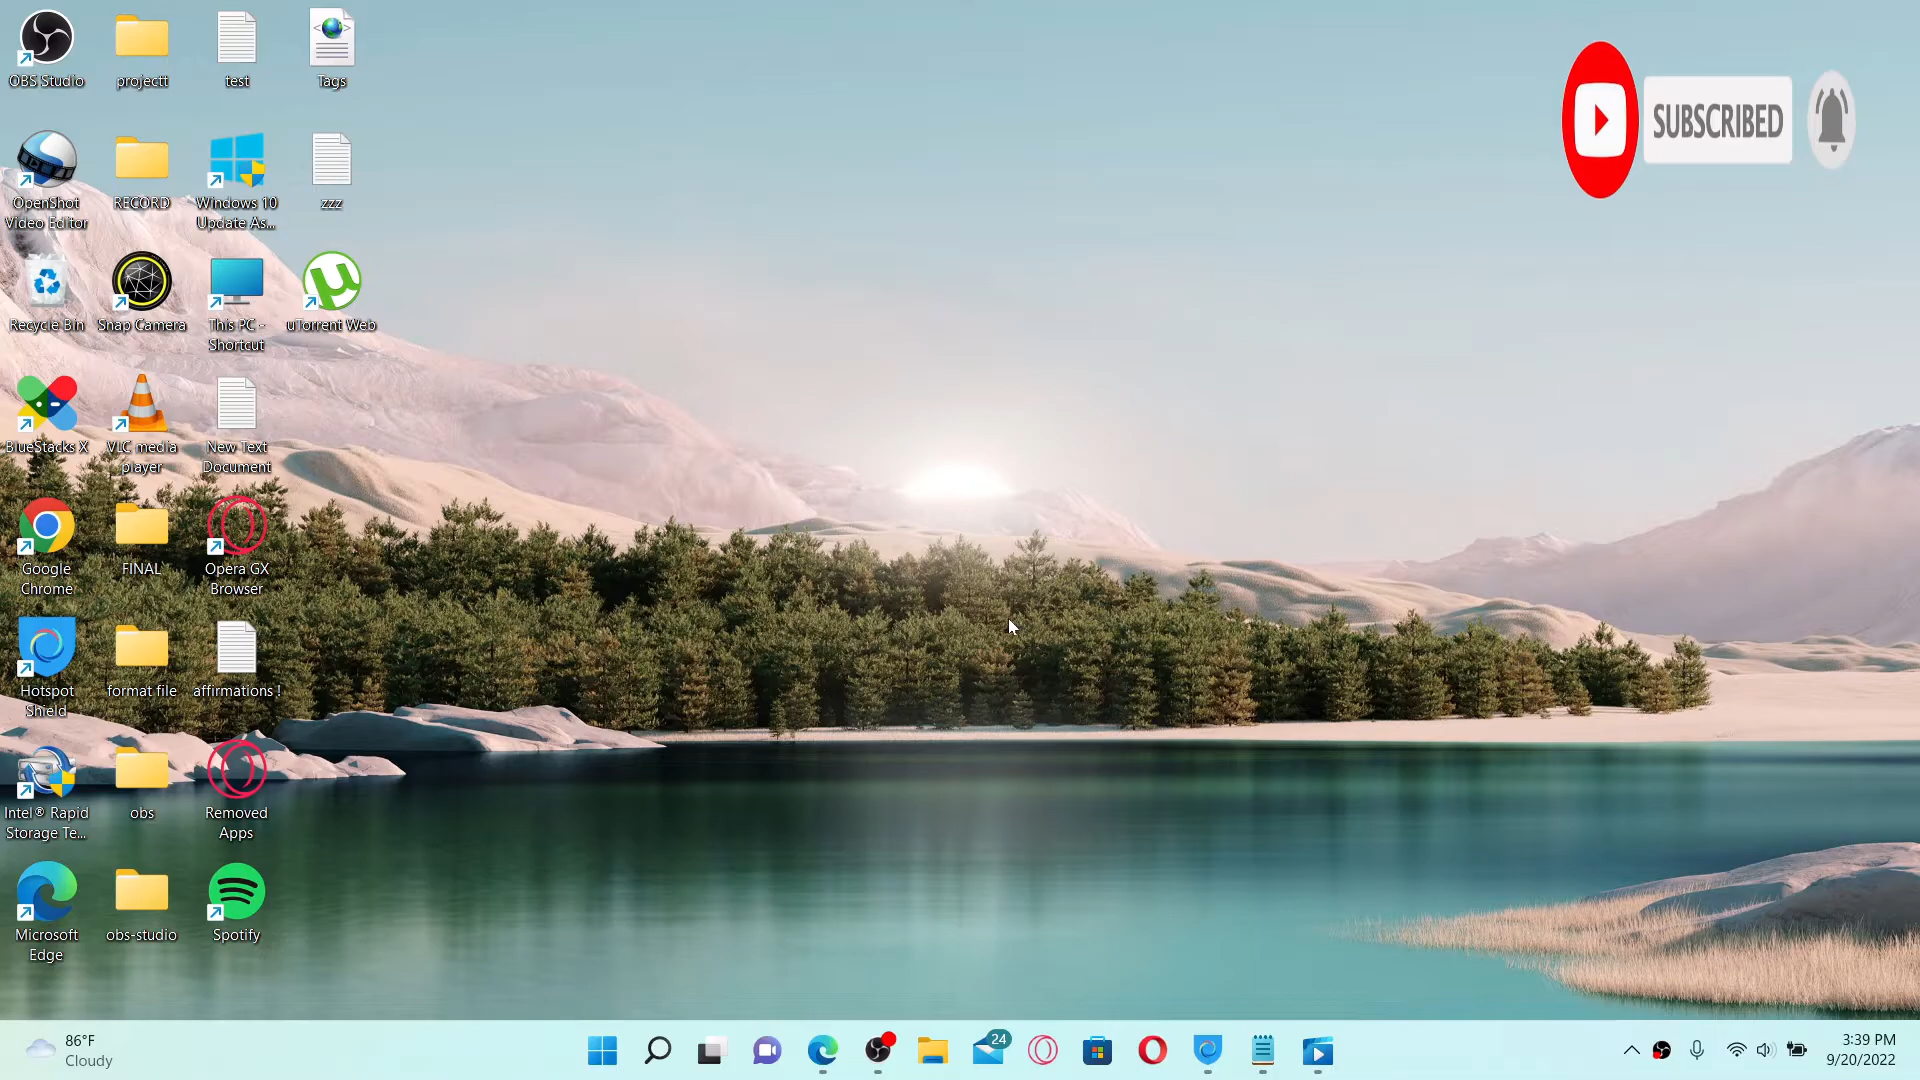 OBS Studio
projectt
test
Tags
SUBSCRIBED
OpenShot
Video Editor
RECORD
Windows 10
Update As...
zzz
Recycle Bin
Snap Camera
This PC -
Shortcut
uTorrent Web
BlueStacks X
VLC media
player
New Text
Document
Google
Chrome
FINAL
Opera GX
Browser
Hotspot
Shield
format file
affirmations !
Intel® Rapid
Storage Te...
obs
Removed
Apps
Microsoft
Edge
obs-studio
Spotify
86°F
Cloudy
24
3:39 PM
9/20/2022